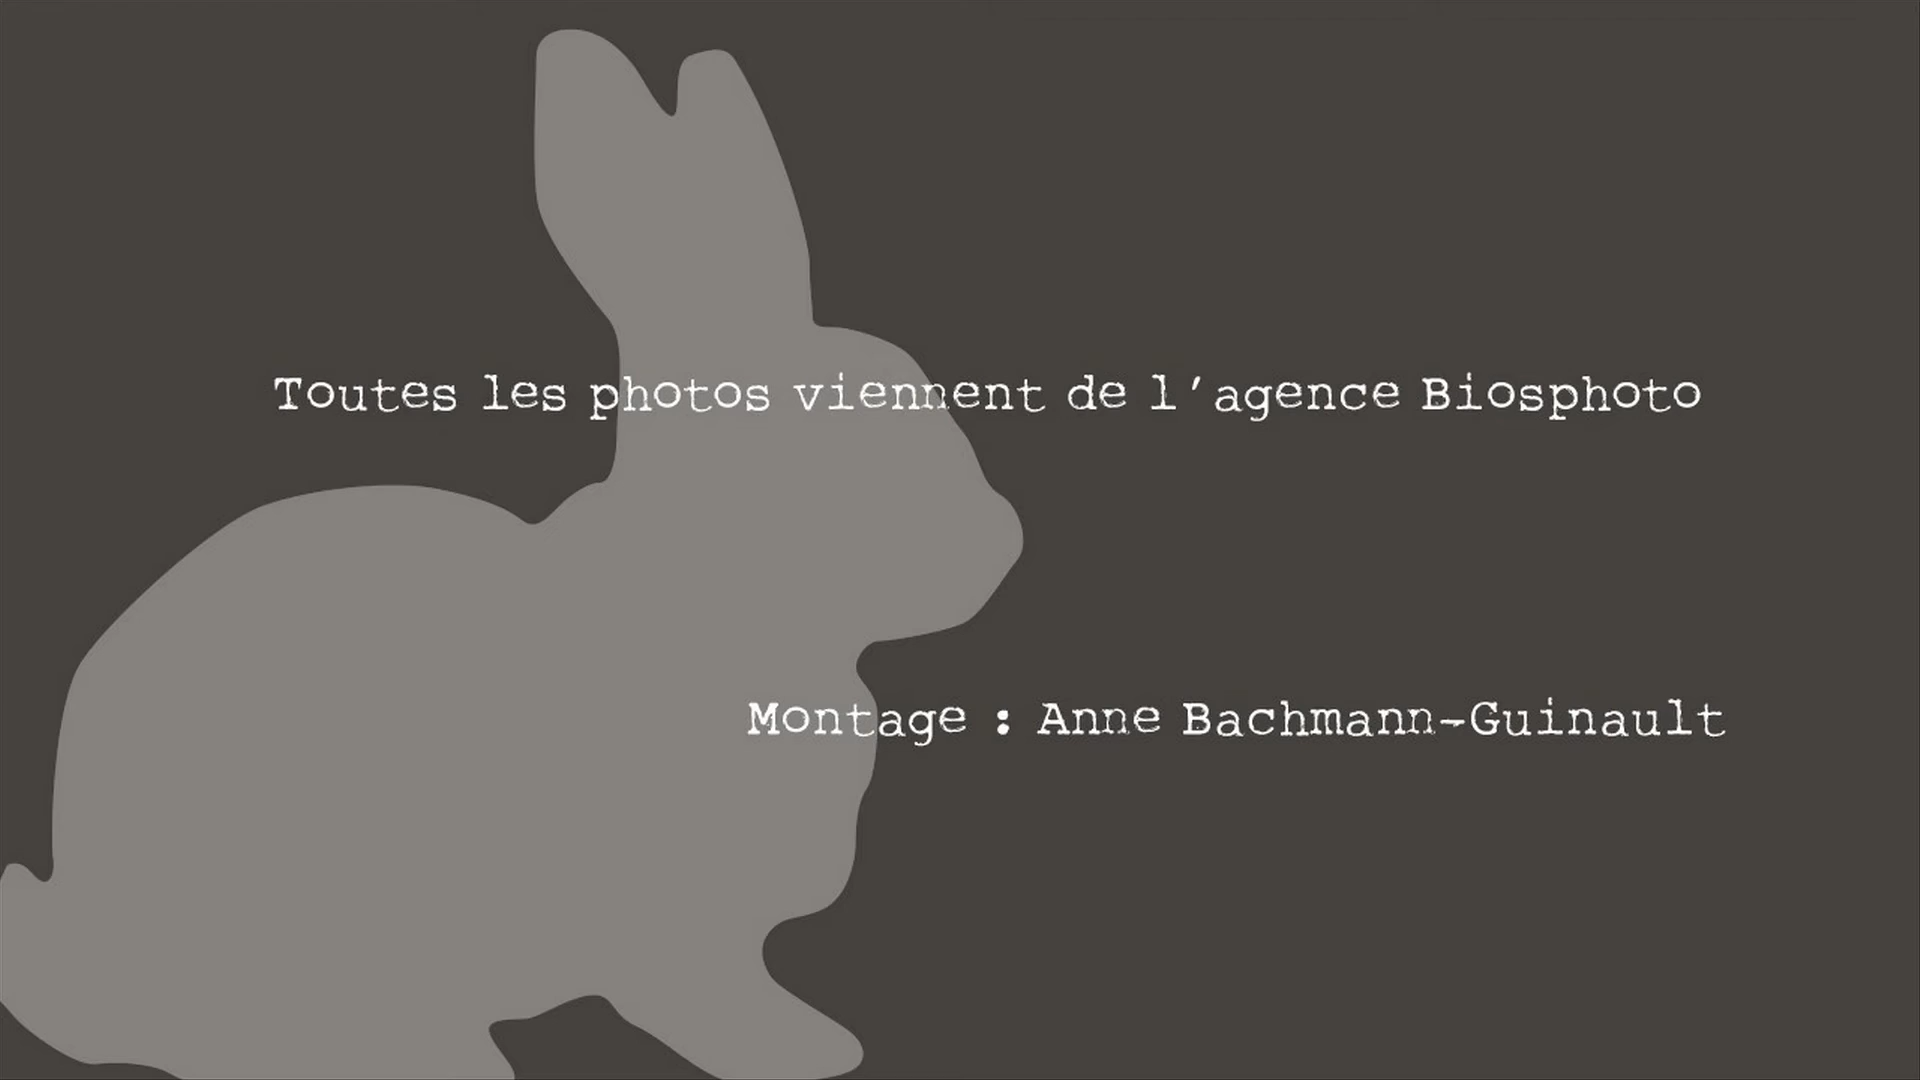 Toutes les photos viennent de l'agence Biosphoto
Montage : Anne Bachmann-Guinault